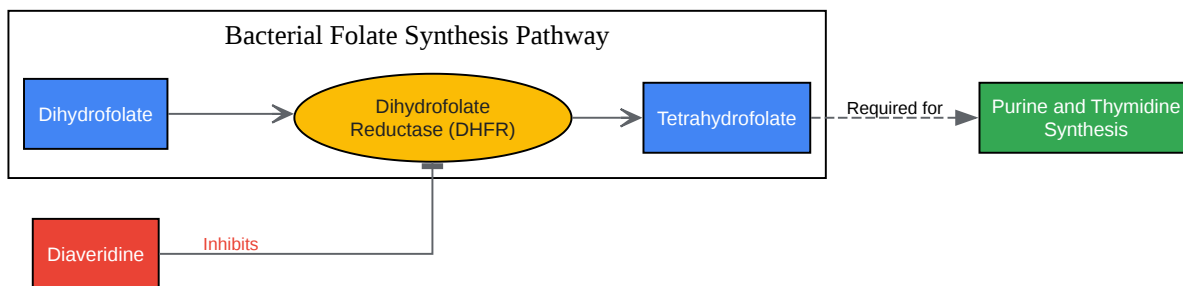 Bacterial Folate Synthesis Pathway
Dihydrofolate
Dihydrofolate
Reductase (DHFR)
Tetrahydrofolate
Required for
Purine and Thymidine
Synthesis
Diaveridine
Inhibits